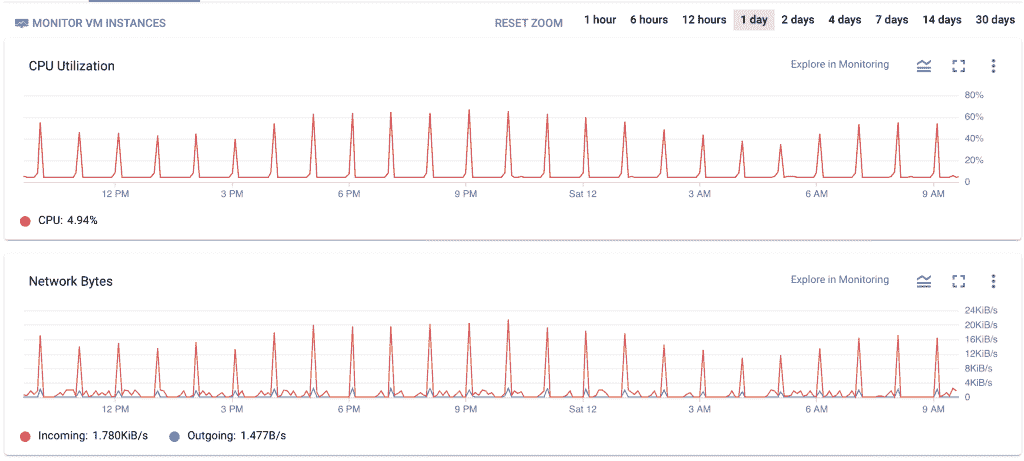 MONITOR VM INSTANCES RESET ZOOM 1 hour 6 hours 12 hours 1 day 2 days 4 days 7 days 14 days 30 days
CPU Utilization Explore in Monitoring
80%
60%
40%
20%
0
12 PM 3 PM 6 PM 9 PM Sat 12 3 AM 6 AM 9 AM
CPU: 4.94%
Network Bytes Explore in Monitoring
24KiB/s
20KiB/s
16KiB/s
12KiB/s
8KiB/s
4KiB/s
0
12 PM 3 PM 6 PM 9 PM Sat 12 3 AM 6 AM 9 AM
Incoming: 1.780KiB/s Outgoing: 1.477B/s